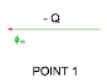 - Q
POINT 1